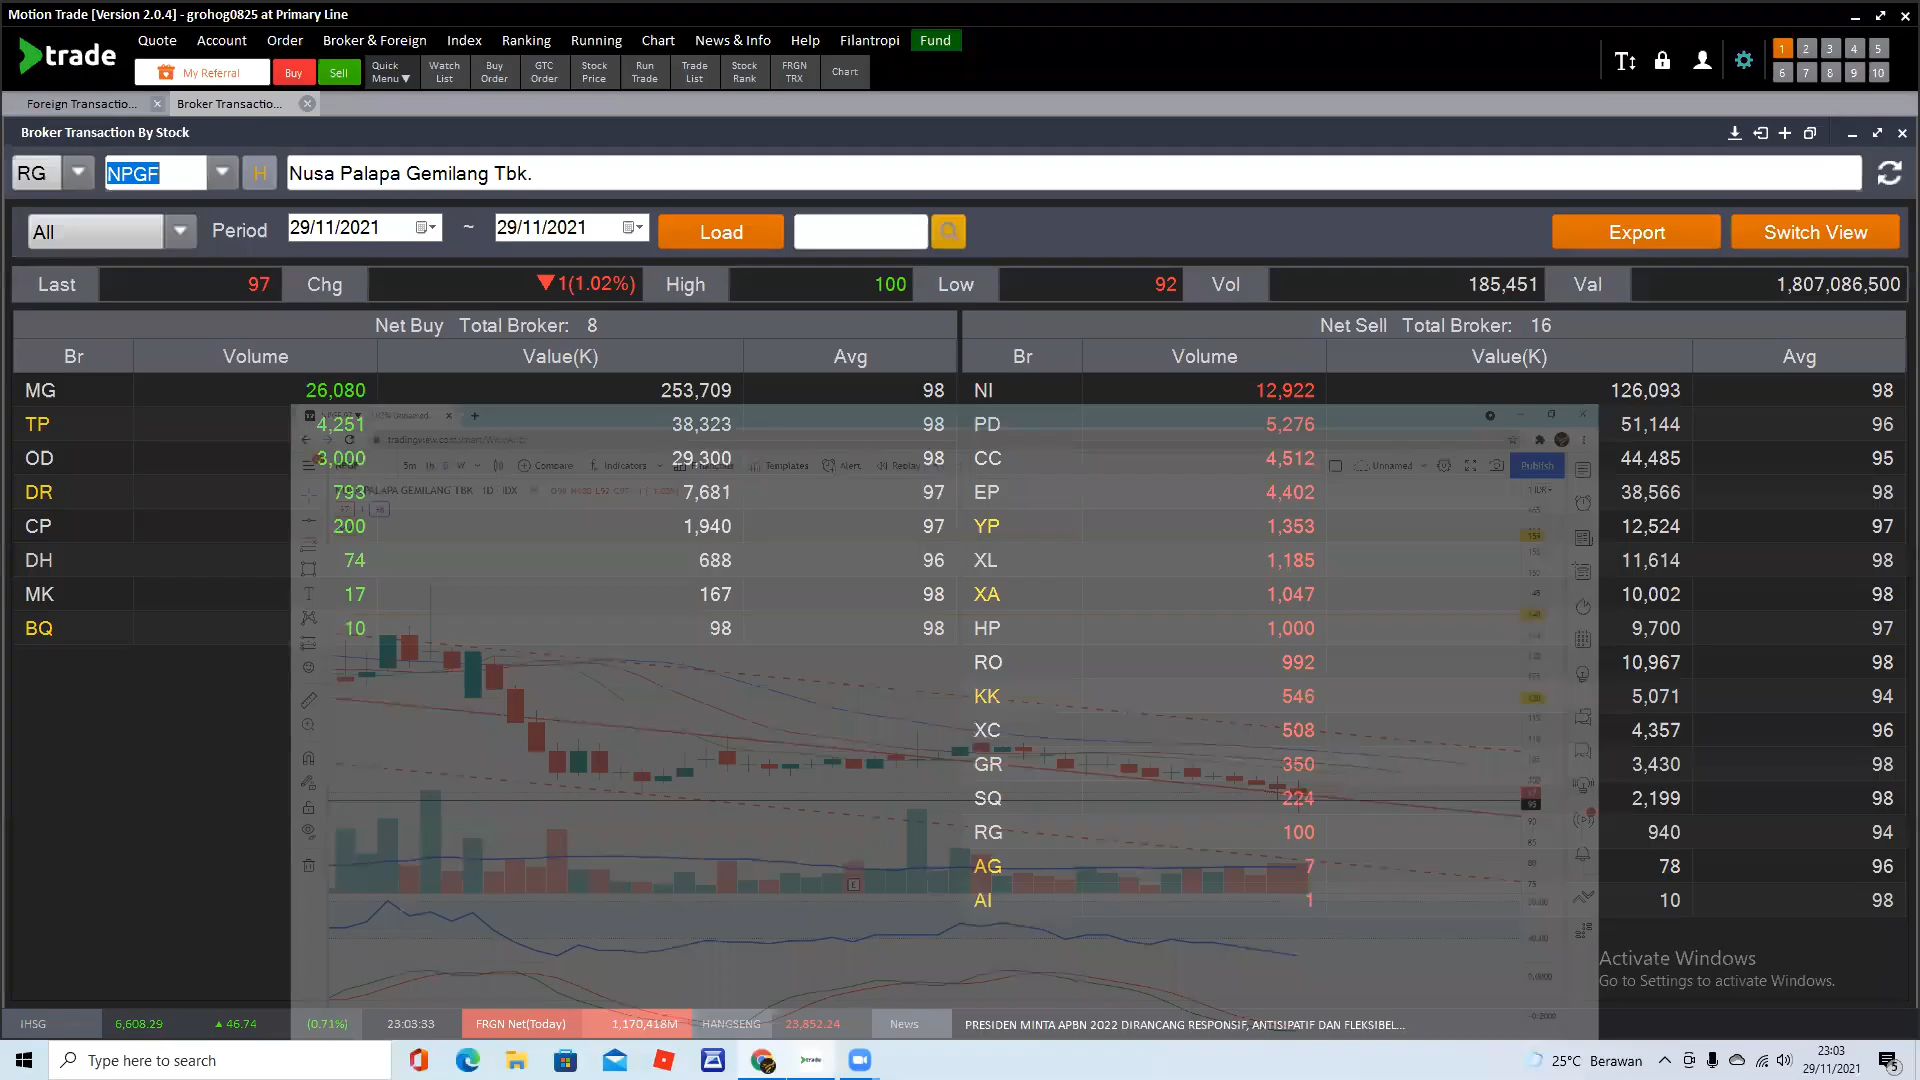 Motion Trade [Version 2.0.4] - grohog0825 at Primary Line
trade
Quote Account Order Broker & Foreign Index Ranking Running Chart News & Info Help Filantropi Fund
My Referral Buy Sell Quick Menu▼ Watch List Buy Order GTC Order Stock Price Run Trade Trade List Stock Rank FRGN TRX Chart
1 2 3 4 5
6 7 8 9 10
Foreign Transactio... Broker Transactio...
Broker Transaction By Stock
RG NPGF H Nusa Palapa Gemilang Tbk.
All Period 29/11/2021 ~ 29/11/2021 Load Export Switch View
Last 97 Chg ▼1(1.02%) High 100 Low 92 Vol 185,451 Val 1,807,086,500
Net Buy Total Broker: 8 Net Sell Total Broker: 16
Br Volume Value(K) Avg Br Volume Value(K) Avg
MG 26,080 253,709 98 NI 12,922 126,093 98
TP 4,251 38,323 98 PD 5,276 51,144 96
OD 3,000 29,300 98 CC 4,512 44,485 95
DR 793 7,681 97 EP 4,402 38,566 98
CP 200 1,940 97 YP 1,353 12,524 97
DH 74 688 96 XL 1,185 11,614 98
MK 17 167 98 XA 1,047 10,002 98
BQ 10 98 98 HP 1,000 9,700 97
RO 992 10,967 98
KK 546 5,071 94
XC 508 4,357 96
GR 350 3,430 98
SQ 224 2,199 98
RG 100 940 94
AG 7 78 96
AI 1 10 98
Unnamed
5m 1h D W Compare Indicators Templates Alert Replay Unnamed Publish
PALAPA GEMILANG TBK 1D IDX
E
Activate Windows
Go to Settings to activate Windows.
IHSG 6,608.29 ▲ 46.74 (0.71%) 23:03:33 FRGN Net(Today) 1,170,418M HANGSENG 23,852.24 News PRESIDEN MINTA APBN 2022 DIRANCANG RESPONSIF, ANTISIPATIF DAN FLEKSIBEL...
Type here to search
trade
25°C Berawan
23:03
29/11/2021
5